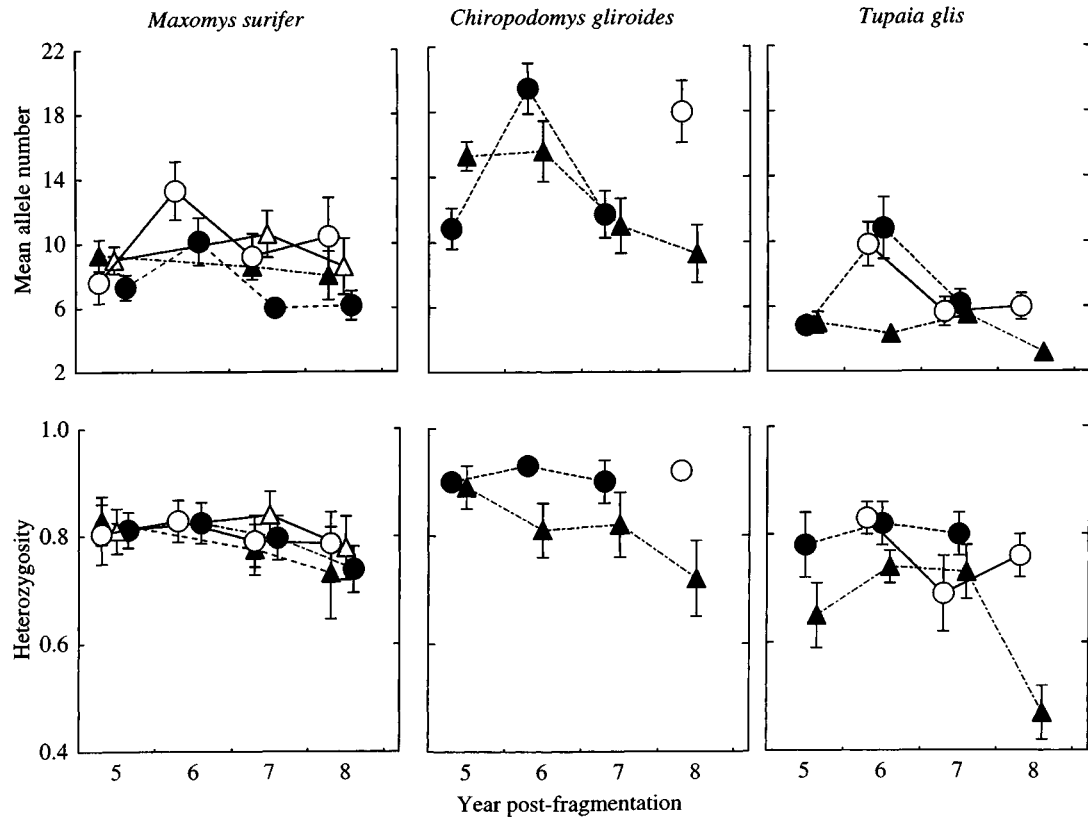 Maxomys surifer
Chiropodomys gliroides
Tupaia glis
Mean allele number
22
18
14
10
6
2
Heterozygosity
1.0
0.8
0.6
0.4
5 6 7 8
5 6 7 8
5 6 7 8
Year post-fragmentation